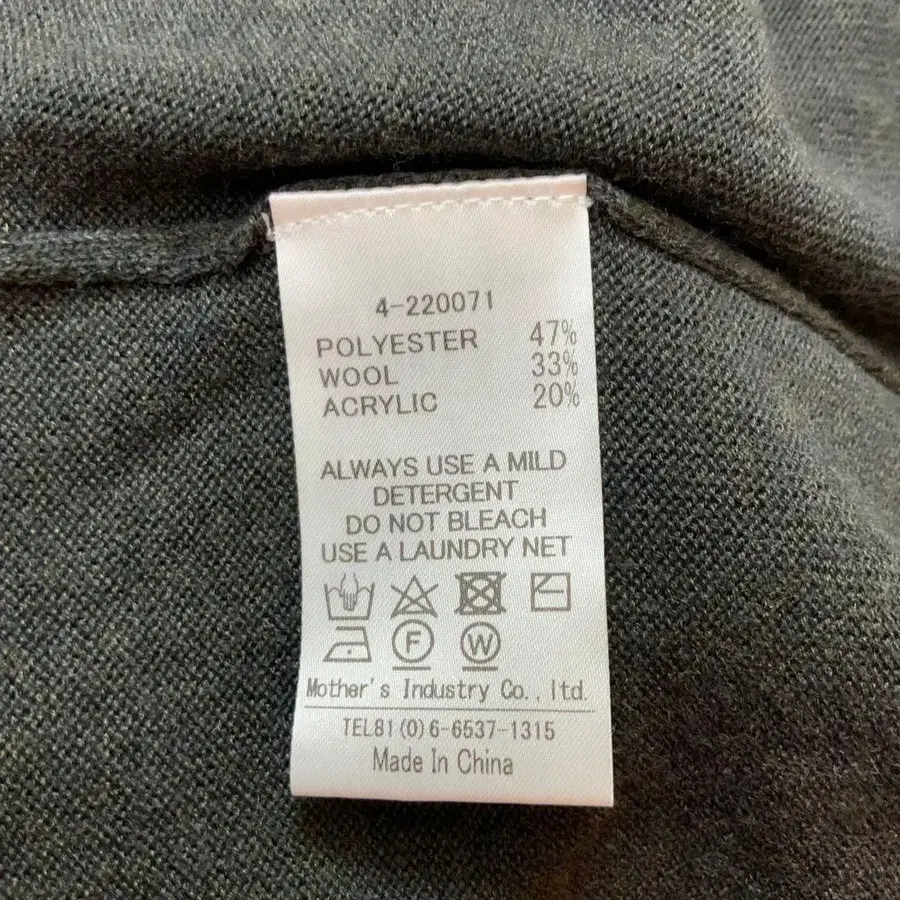 4-220071
POLYESTER 47%
WOOL 33%
ACRYLIC 20%
ALWAYS USE A MILD
DETERGENT
DO NOT BLEACH
USE A LAUNDRY NET
F W
Mother's Industry Co., ltd.
TEL81(0)6-6537-1315
Made In China